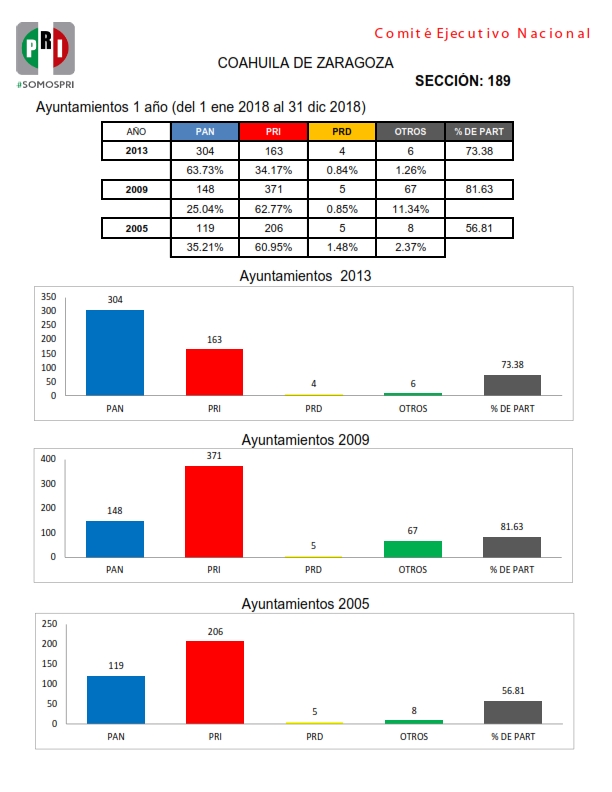 Comité Ejecutivo Nacional
PRI
#SOMOSPRI
COAHUILA DE ZARAGOZA
SECCIÓN: 189
Ayuntamientos 1 año (del 1 ene 2018 al 31 dic 2018)
AÑO PAN PRI PRD OTROS % DE PART
2013 304 163 4 6 73.38
63.73% 34.17% 0.84% 1.26%
2009 148 371 5 67 81.63
25.04% 62.77% 0.85% 11.34%
2005 119 206 5 8 56.81
35.21% 60.95% 1.48% 2.37%
Ayuntamientos 2013
350
300
250
200
150
100
50
0
304 163 4 6 73.38
PAN PRI PRD OTROS % DE PART
Ayuntamientos 2009
400
300
200
100
0
148 371 5 67 81.63
PAN PRI PRD OTROS % DE PART
Ayuntamientos 2005
250
200
150
100
50
0
119 206 5 8 56.81
PAN PRI PRD OTROS % DE PART